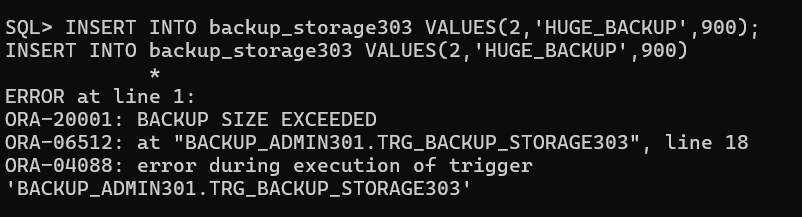 SQL> INSERT INTO backup_storage303 VALUES(2,'HUGE_BACKUP',900);
INSERT INTO backup_storage303 VALUES(2,'HUGE_BACKUP',900)
            *
ERROR at line 1:
ORA-20001: BACKUP SIZE EXCEEDED
ORA-06512: at "BACKUP_ADMIN301.TRG_BACKUP_STORAGE303", line 18
ORA-04088: error during execution of trigger
'BACKUP_ADMIN301.TRG_BACKUP_STORAGE303'